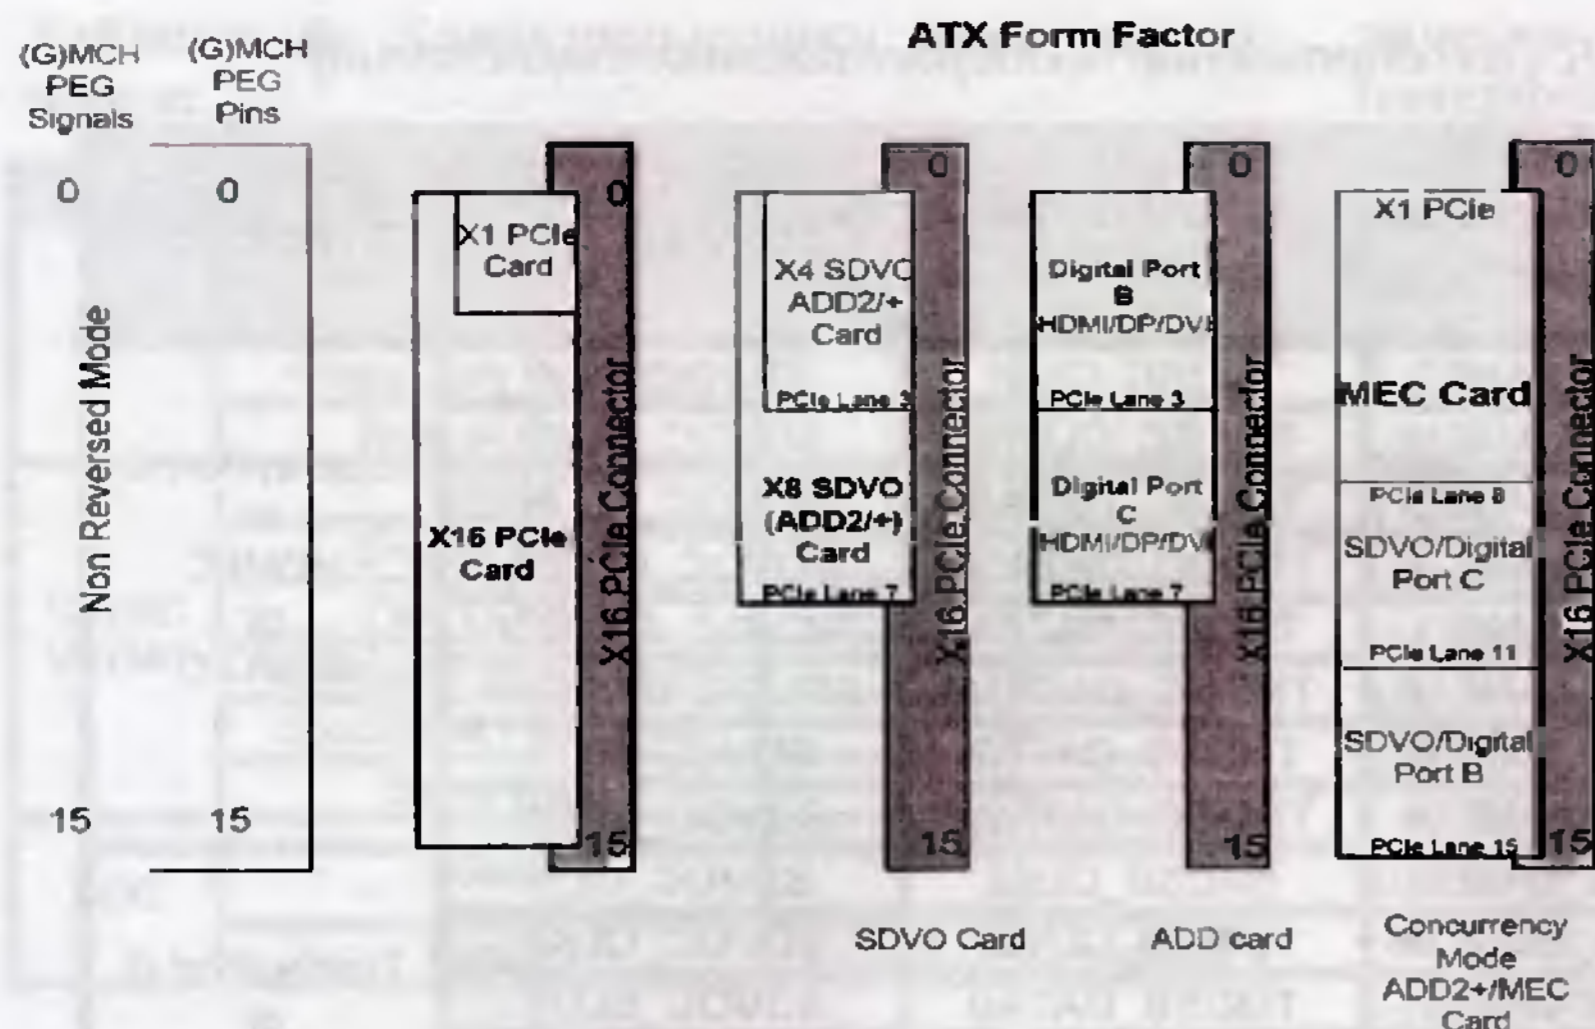 ATX Form Factor
(G)MCH
PEG
Signals
(G)MCH
PEG
Pins
0
0
Non Reversed Mode
15
15
X1 PCIe
Card
X16 PCIe
Card
0
X16 PCIe Connector
15
X4 SDVO
ADD2/+
Card
PCIe Lane 3
X8 SDVO
(ADD2/+)
Card
PCIe Lane 7
0
X16 PCIe Connector
15
SDVO Card
Digital Port
B
HDMI/DP/DVI
PCIe Lane 3
Digital Port
C
HDMI/DP/DVI
PCIe Lane 7
0
X16 PCIe Connector
15
ADD card
X1 PCIe
MEC Card
PCIe Lane 8
SDVO/Digital
Port C
PCIe Lane 11
SDVO/Digital
Port B
PCIe Lane 15
0
X16 PCIe Connector
15
Concurrency
Mode
ADD2+/MEC
Card